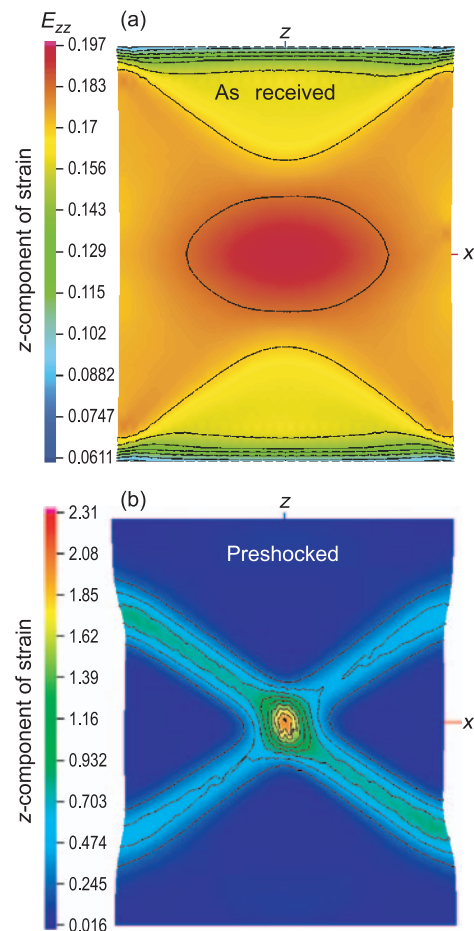 (a)
E_zz
z
0.197
As received
0.183
0.17
0.156
0.143
0.129
x
0.115
0.102
0.0882
0.0747
0.0611
z-component of strain
(b)
z
2.31
Preshocked
2.08
1.85
1.62
1.39
1.16
x
0.932
0.703
0.474
0.245
0.016
z-component of strain